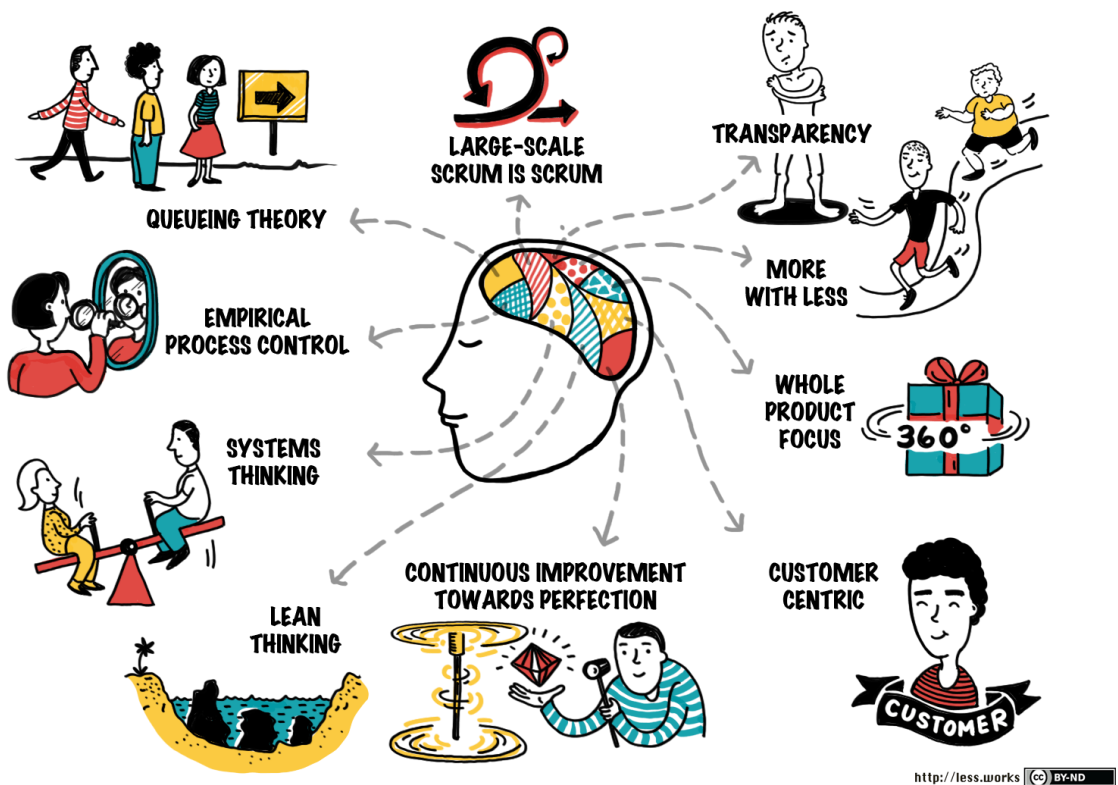 LARGE-SCALE
SCRUM IS SCRUM
TRANSPARENCY
QUEUEING THEORY
MORE
WITH LESS
EMPIRICAL
PROCESS CONTROL
WHOLE
PRODUCT
FOCUS
360°
SYSTEMS
THINKING
CONTINUOUS IMPROVEMENT
TOWARDS PERFECTION
CUSTOMER
CENTRIC
LEAN
THINKING
CUSTOMER
http://less.works
cc BY-ND